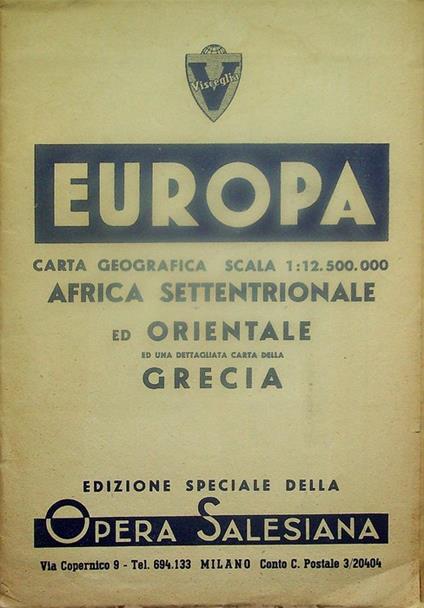 V
Visceglia
EUROPA
CARTA GEOGRAFICA SCALA 1:12.500.000
AFRICA SETTENTRIONALE
ED ORIENTALE
ED UNA DETTAGLIATA CARTA DELLA
GRECIA
EDIZIONE SPECIALE DELLA
OPERA SALESIANA
Via Copernico 9 - Tel. 694.133 MILANO Conto C. Postale 3/20404